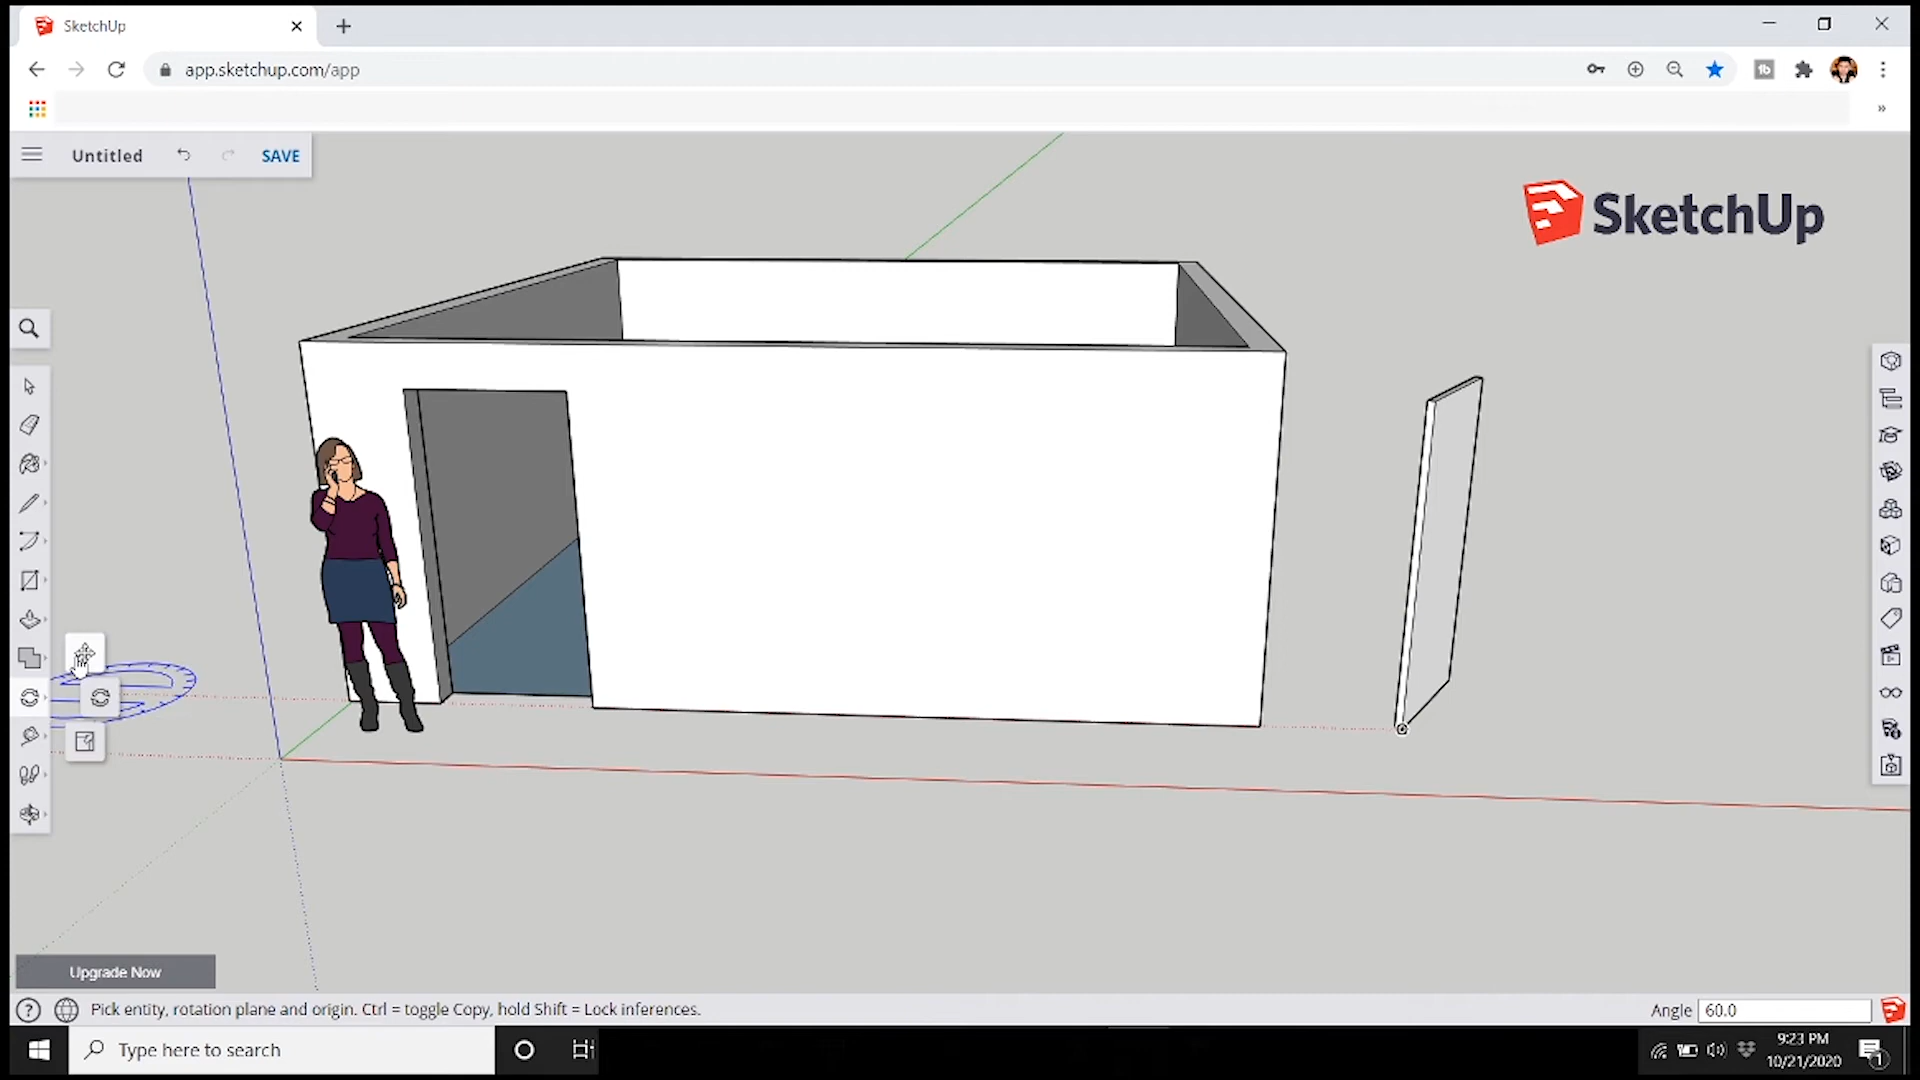 SketchUp
app.sketchup.com/app
Untitled
SAVE
SketchUp
Upgrade Now
Pick entity, rotation plane and origin. Ctrl = toggle Copy, hold Shift = Lock inferences.
Angle 60.0
Type here to search
9:23 PM
10/21/2020
1